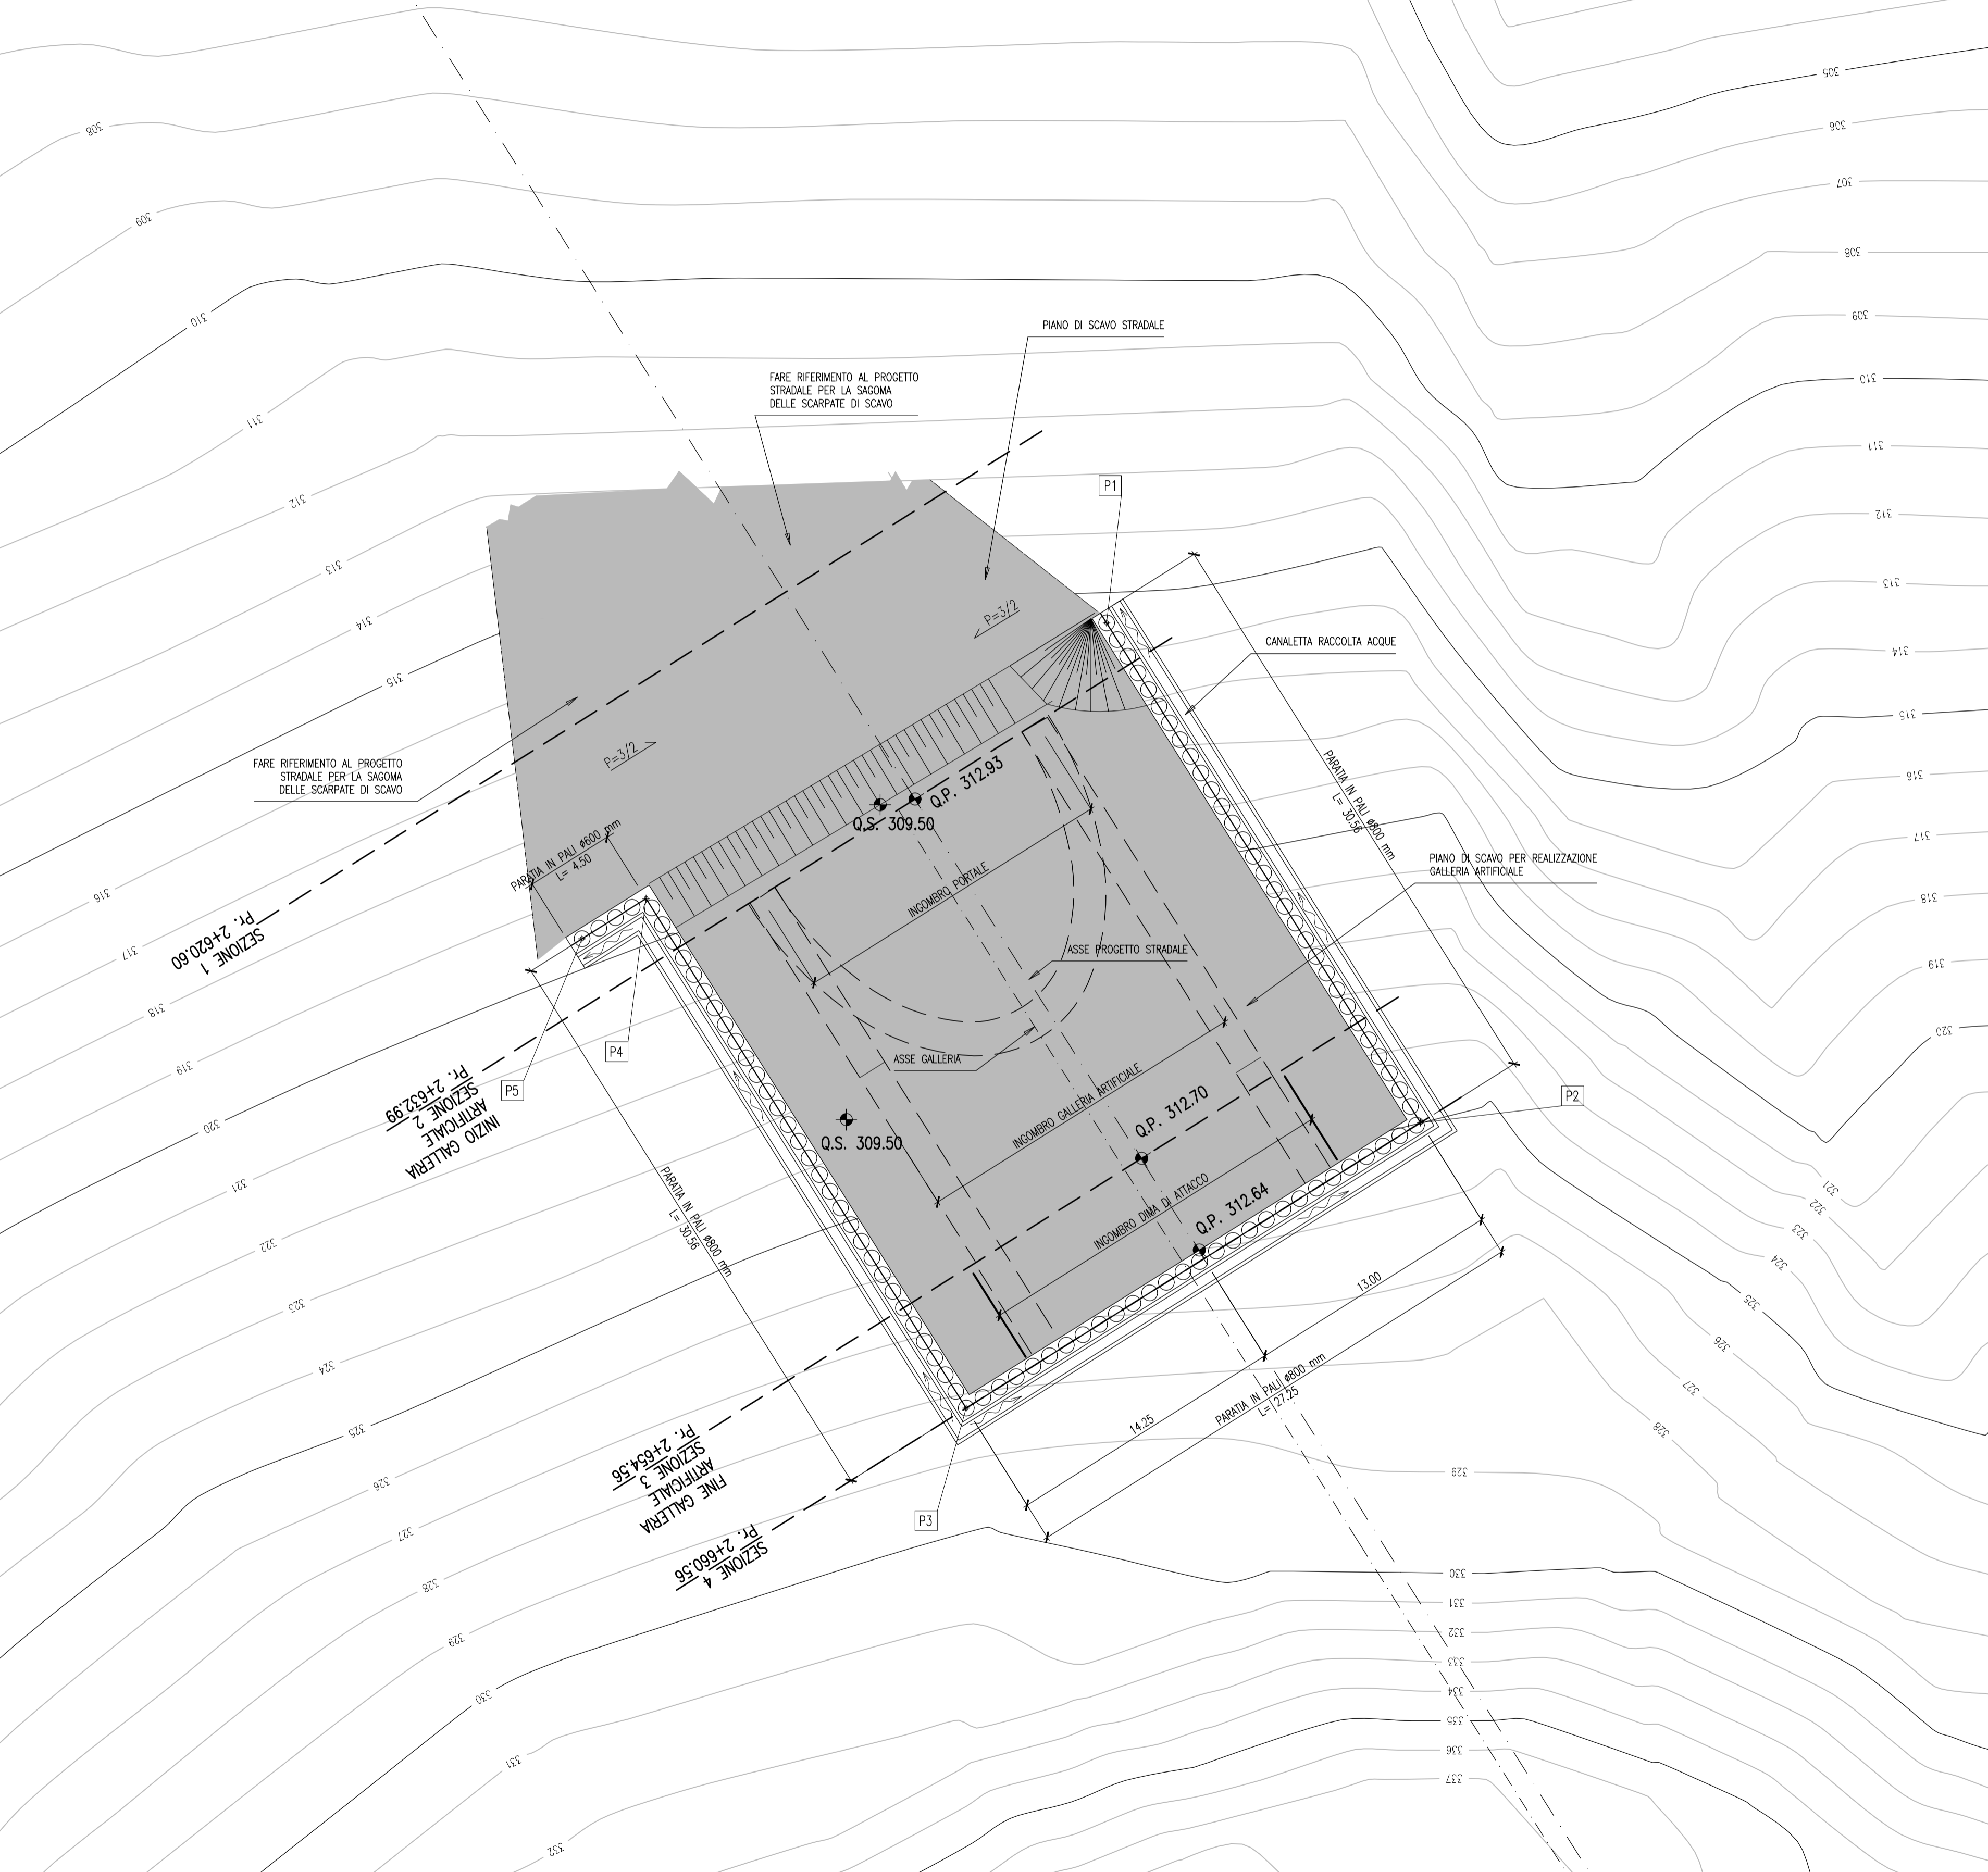 305
306
308
307
309
308
310
309
PIANO DI SCAVO STRADALE
FARE RIFERIMENTO AL PROGETTO
STRADALE PER LA SAGOMA
DELLE SCARPATE DI SCAVO
310
311
311
P1
312
312
313
313
P=3/2
314
CANALETTA RACCOLTA ACQUE
314
315
315
P=3/2
FARE RIFERIMENTO AL PROGETTO
STRADALE PER LA SAGOMA
DELLE SCARPATE DI SCAVO
316
Q.P. 312.93
Q.S. 309.50
PARATIA IN PALI ø800 mm
L= 30.56
317
PARATIA IN PALI ø600 mm
L= 4.50
PIANO DI SCAVO PER REALIZZAZIONE
GALLERIA ARTIFICIALE
INGOMBRO PORTALE
316
318
SEZIONE 1
Pr. 2+620.60
317
ASSE PROGETTO STRADALE
319
318
320
P4
ASSE GALLERIA
319
P5
INIZIO GALLERIA
ARTIFICIALE
SEZIONE 2
Pr. 2+632.99
INGOMBRO GALLERIA ARTIFICIALE
P2
320
Q.P. 312.70
Q.S. 309.50
321
321
322
323
324
325
326
327
328
PARATIA IN PALI ø800 mm
L= 30.56
INGOMBRO DIMA DI ATTACCO
Q.P. 312.64
322
323
13.00
324
PARATIA IN PALI ø800 mm
L= 27.25
14.25
325
FINE GALLERIA
ARTIFICIALE
SEZIONE 3
Pr. 2+654.56
326
329
P3
327
SEZIONE 4
Pr. 2+660.56
328
330
331
329
332
333
330
334
335
336
331
337
332